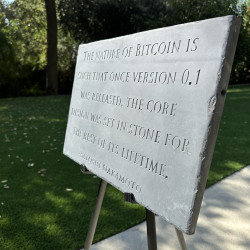 The Nature of Bitcoin is
such that once version 0.1
was released, the core
design was set in stone for
the rest of its lifetime.
Satoshi Nakamoto